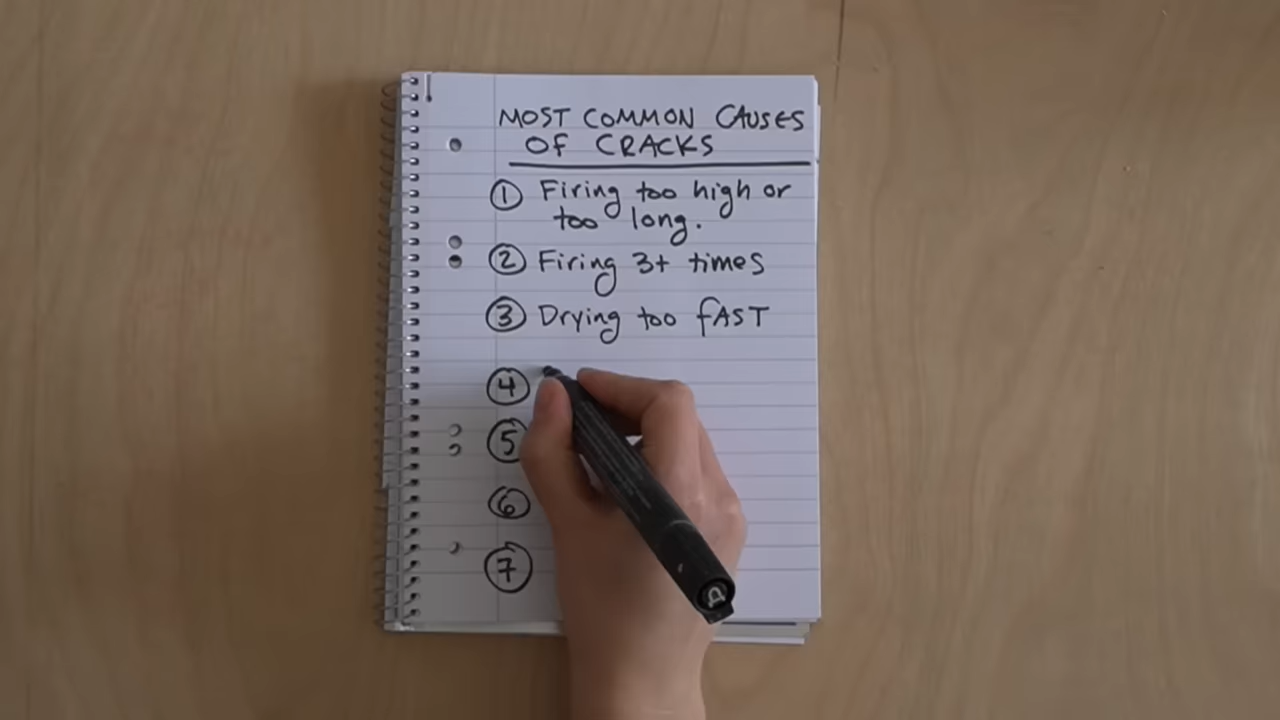 MOST COMMON CAUSES
OF CRACKS
1 Firing too high or
too long.
2 Firing 3+ times
3 Drying too fAST
4
5
6
7